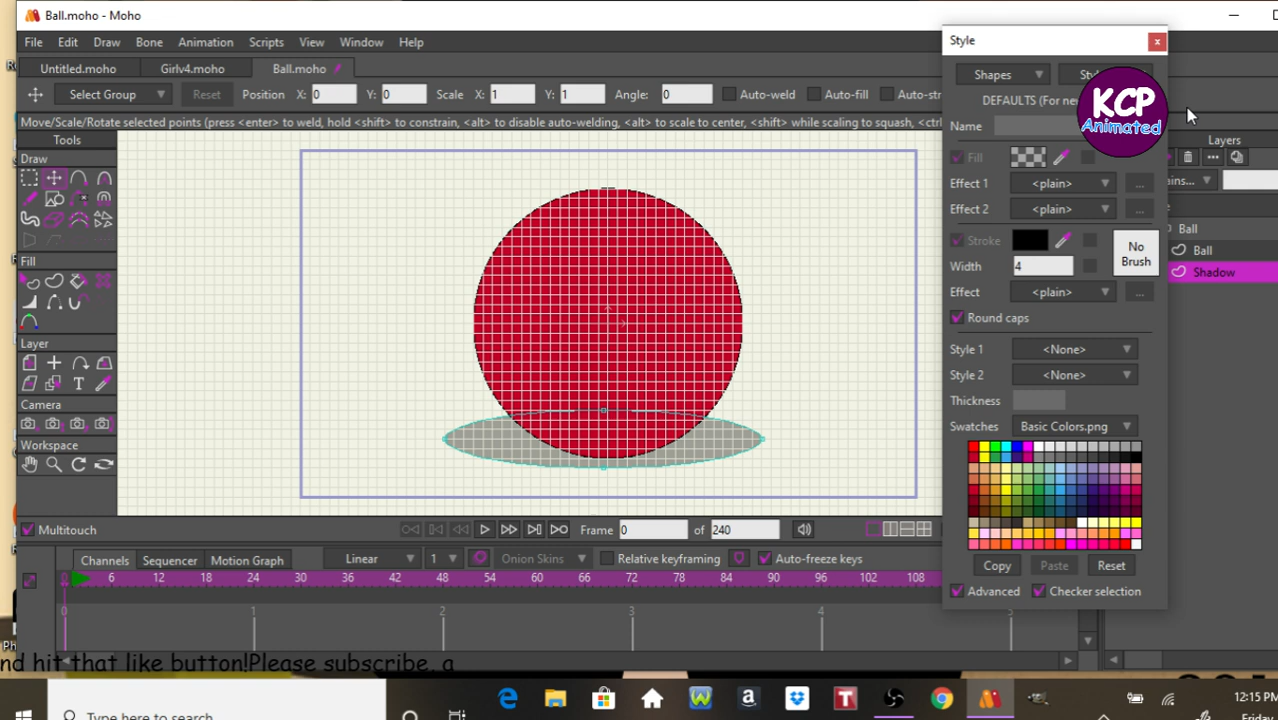 Ball.moho - Moho
File Edit Draw Bone Animation Scripts View Window Help
Untitled.moho Girlv4.moho Ball.moho
Select Group Reset Position X: 0 Y: 0 Scale X: 1 Y: 1 Angle: 0 Auto-weld Auto-fill Auto-str
Move/Scale/Rotate selected points (press <enter> to weld, hold <shift> to constrain, <alt> to disable auto-welding, <alt> to scale to center, <shift> while scaling to squash, <ctrl
Tools
Draw
Fill
Layer
Camera
Workspace
Style
Shapes
DEFAULTS (For ne
KCP
Animated
Name
Fill
Effect 1 <plain> ...
Effect 2 <plain> ...
Stroke
No
Brush
Width 4
Effect <plain> ...
Round caps
Style 1 <None>
Style 2 <None>
Thickness
Swatches Basic Colors.png
Copy Paste Reset
Advanced Checker selection
Layers
ains...
Ball
Ball
Shadow
Multitouch
Frame 0 of 240
Channels Sequencer Motion Graph Linear 1 Onion Skins Relative keyframing Auto-freeze keys
0 6 12 18 24 30 36 42 48 54 60 66 72 78 84 90 96 102 108
0 1 2 3 4 5
nd hit that like button!Please subscribe, a
Type here to search
12:15 PM
Friday